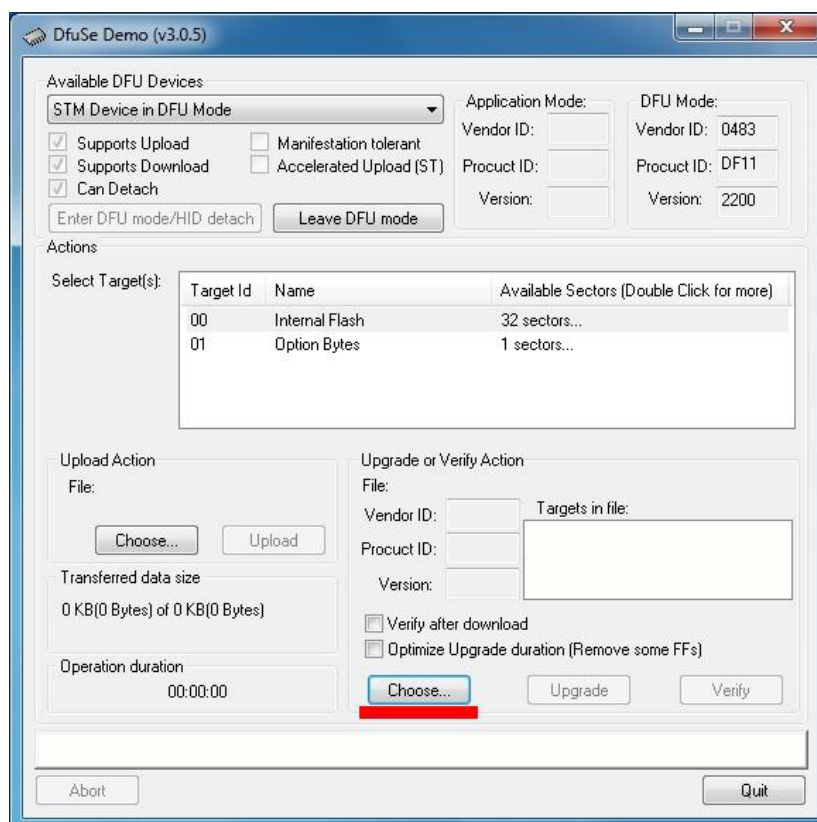 DfuSe Demo (v3.0.5)
Available DFU Devices
STM Device in DFU Mode
Supports Upload
Manifestation tolerant
Supports Download
Accelerated Upload (ST)
Can Detach
Enter DFU mode/HID detach
Leave DFU mode
Application Mode:
Vendor ID:
Procuct ID:
Version:
DFU Mode:
Vendor ID: 0483
Procuct ID: DF11
Version: 2200
Actions
Select Target(s):
Target Id Name Available Sectors (Double Click for more)
00 Internal Flash 32 sectors...
01 Option Bytes 1 sectors...
Upload Action
File:
Choose... Upload
Transferred data size
0 KB(0 Bytes) of 0 KB(0 Bytes)
Operation duration
00:00:00
Upgrade or Verify Action
File:
Vendor ID:
Procuct ID:
Version:
Targets in file:
Verify after download
Optimize Upgrade duration (Remove some FFs)
Choose... Upgrade Verify
Abort Quit